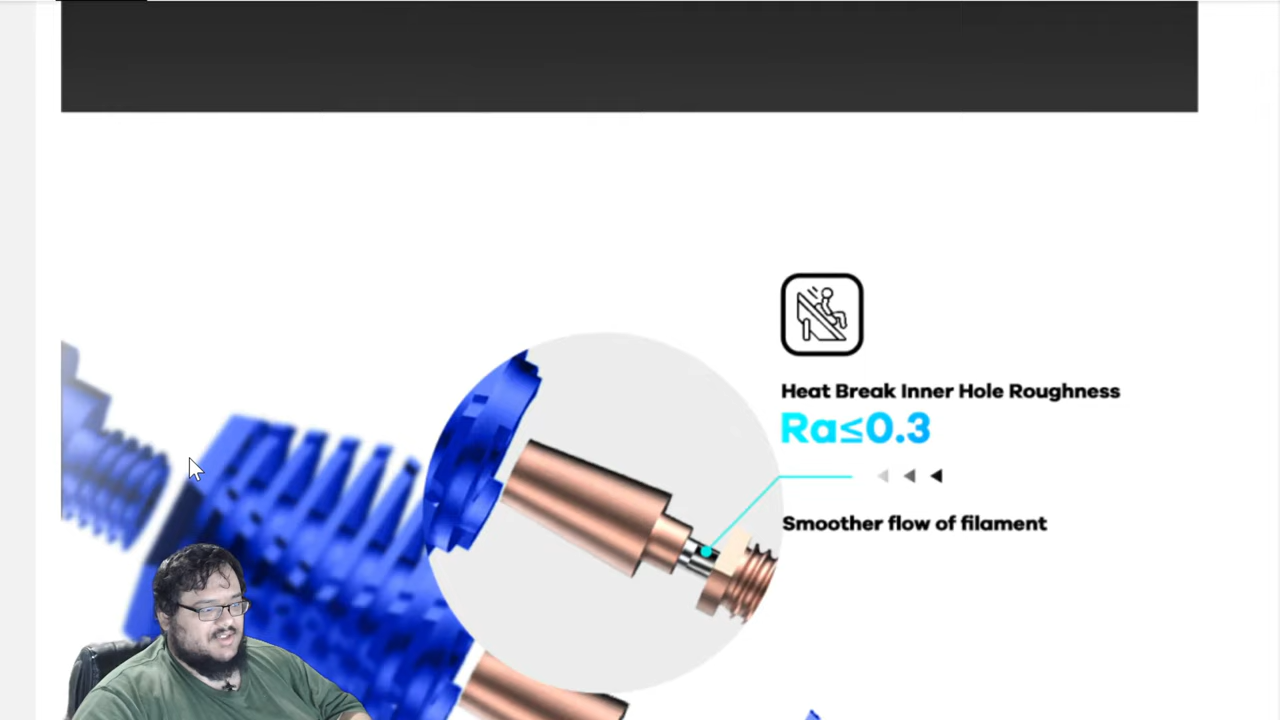 Heat Break Inner Hole Roughness
Ra≤0.3
Smoother flow of filament